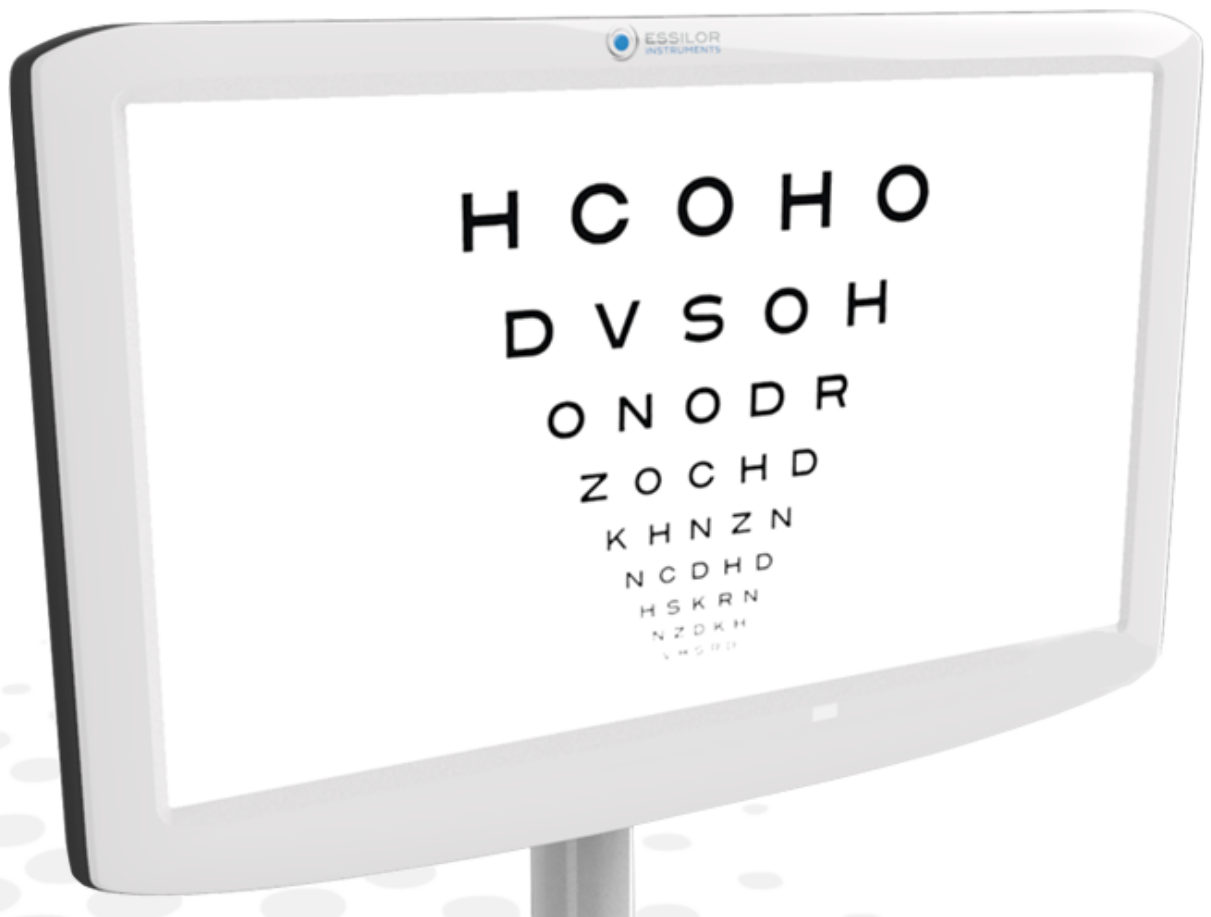 ESSILOR
INSTRUMENTS
H C O H O
D V S O H
O N O D R
Z O C H D
K H N Z N
N C D H D
H S K R N
N Z D K H